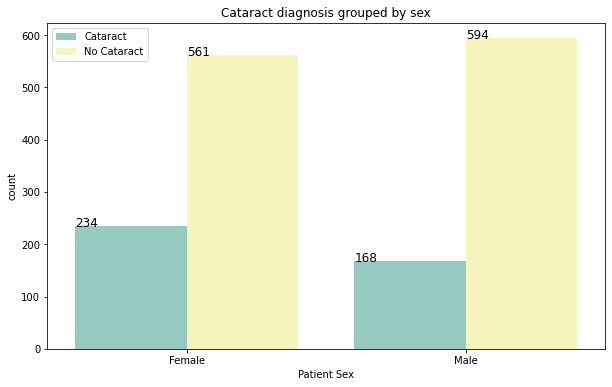 Cataract diagnosis grouped by sex
Cataract
No Cataract
600
500
400
300
200
100
0
count
234
561
168
594
Female
Male
Patient Sex